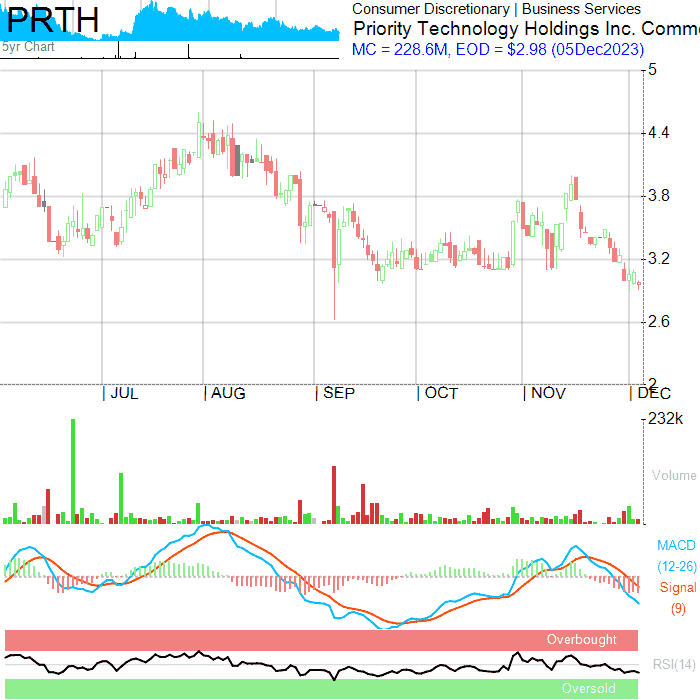 PRTH
5yr Chart
Consumer Discretionary | Business Services
Priority Technology Holdings Inc. Comm
MC = 228.6M, EOD = $2.98 (05Dec2023)
5
4.4
3.8
3.2
2.6
2
| JUL | AUG | SEP | OCT | NOV | DEC
232k
Volume
MACD
(12-26)
Signal
(9)
Overbought
RSI(14)
Oversold